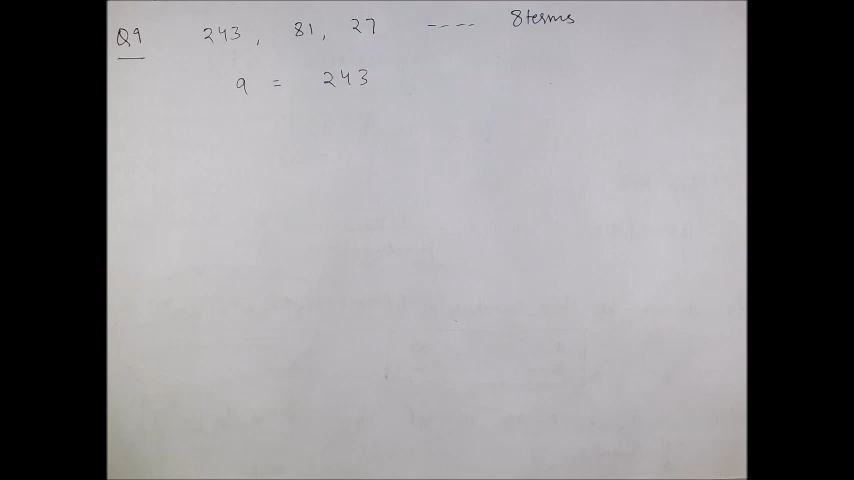 Q9 243, 81, 27 ---- 8 terms
a = 243